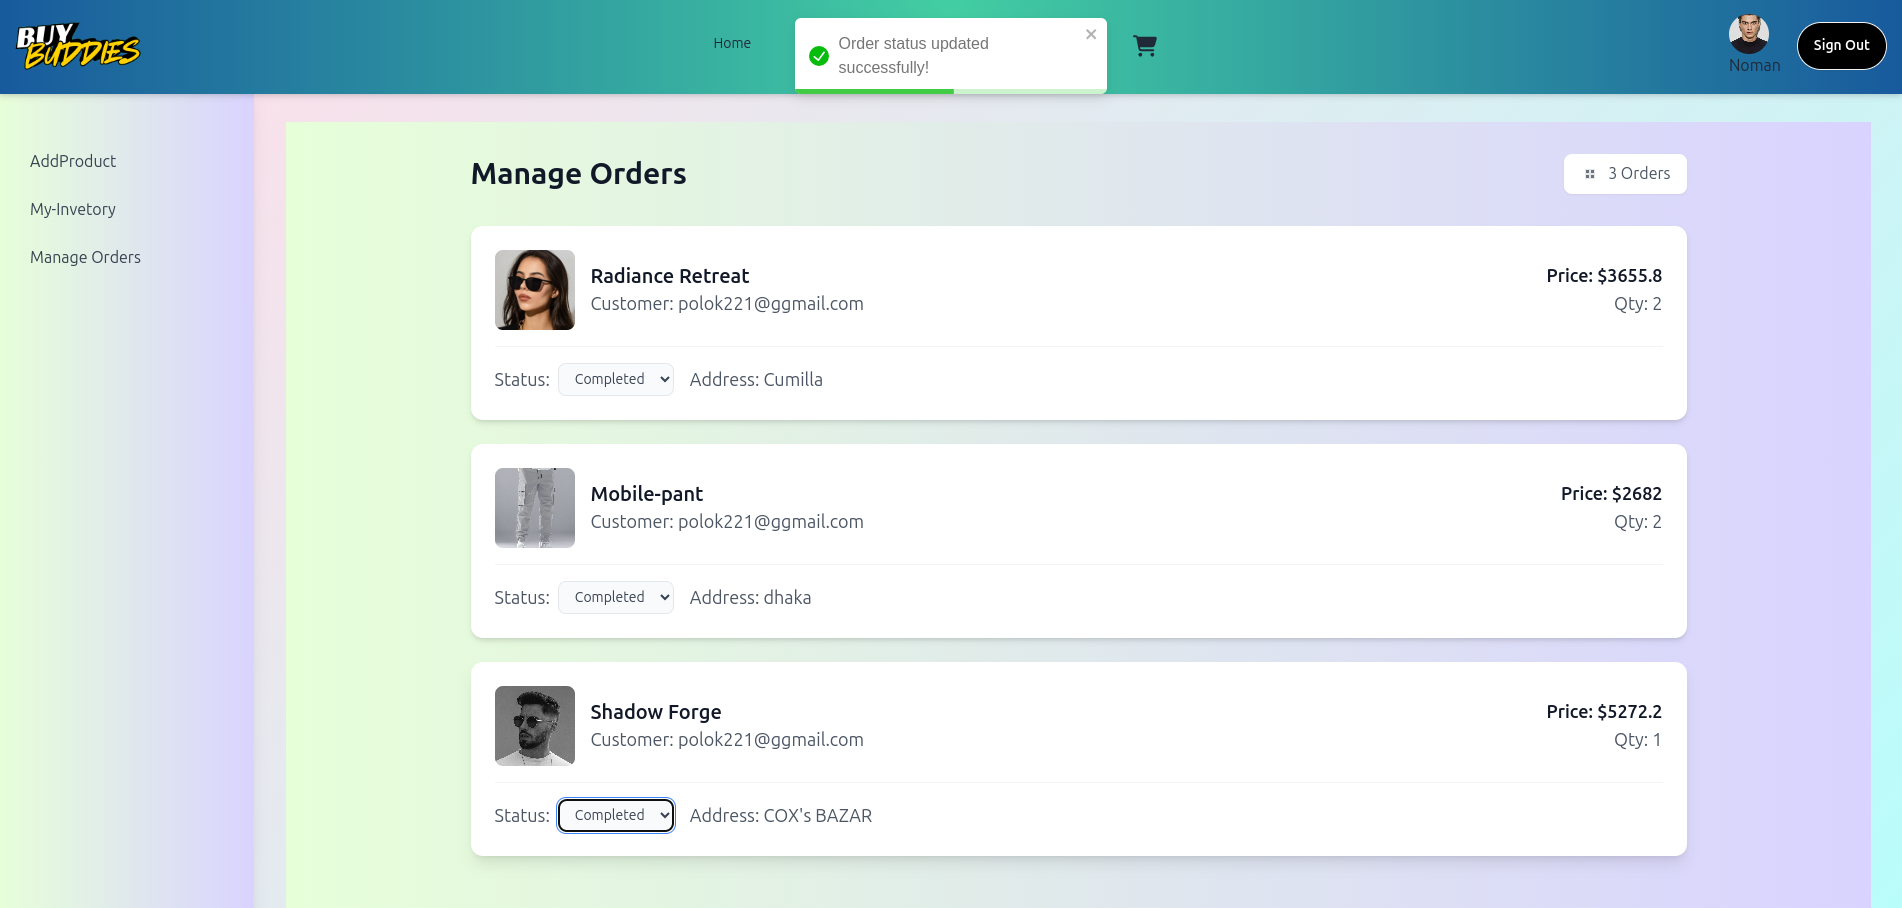 BUY
BUDDIES
Home
Order status updated
successfully!
Noman
Sign Out
AddProduct
My-Invetory
Manage Orders
Manage Orders
3 Orders
Radiance Retreat
Customer: polok221@ggmail.com
Price: $3655.8
Qty: 2
Status: Completed Address: Cumilla
Mobile-pant
Customer: polok221@ggmail.com
Price: $2682
Qty: 2
Status: Completed Address: dhaka
Shadow Forge
Customer: polok221@ggmail.com
Price: $5272.2
Qty: 1
Status: Completed Address: COX's BAZAR